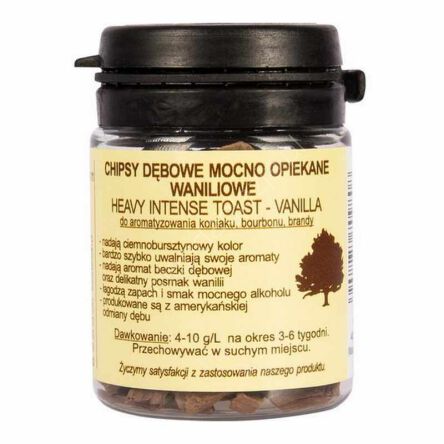 CHIPSY DĘBOWE MOCNO OPIEKANE
WANILIOWE
HEAVY INTENSE TOAST - VANILLA
do aromatyzowania koniaku, bourbonu, brandy
- nadają ciemnobursztynowy kolor
- bardzo szybko uwalniają swoje aromaty
- nadają aromat beczki dębowej
oraz delikatny posmak wanilii
- łagodzą zapach i smak mocnego alkoholu
- produkowane są z amerykańskiej
odmiany dębu
Dawkowanie: 4-10 g/L na okres 3-6 tygodni.
Przechowywać w suchym miejscu.
Życzymy satysfakcji z zastosowania naszego produktu